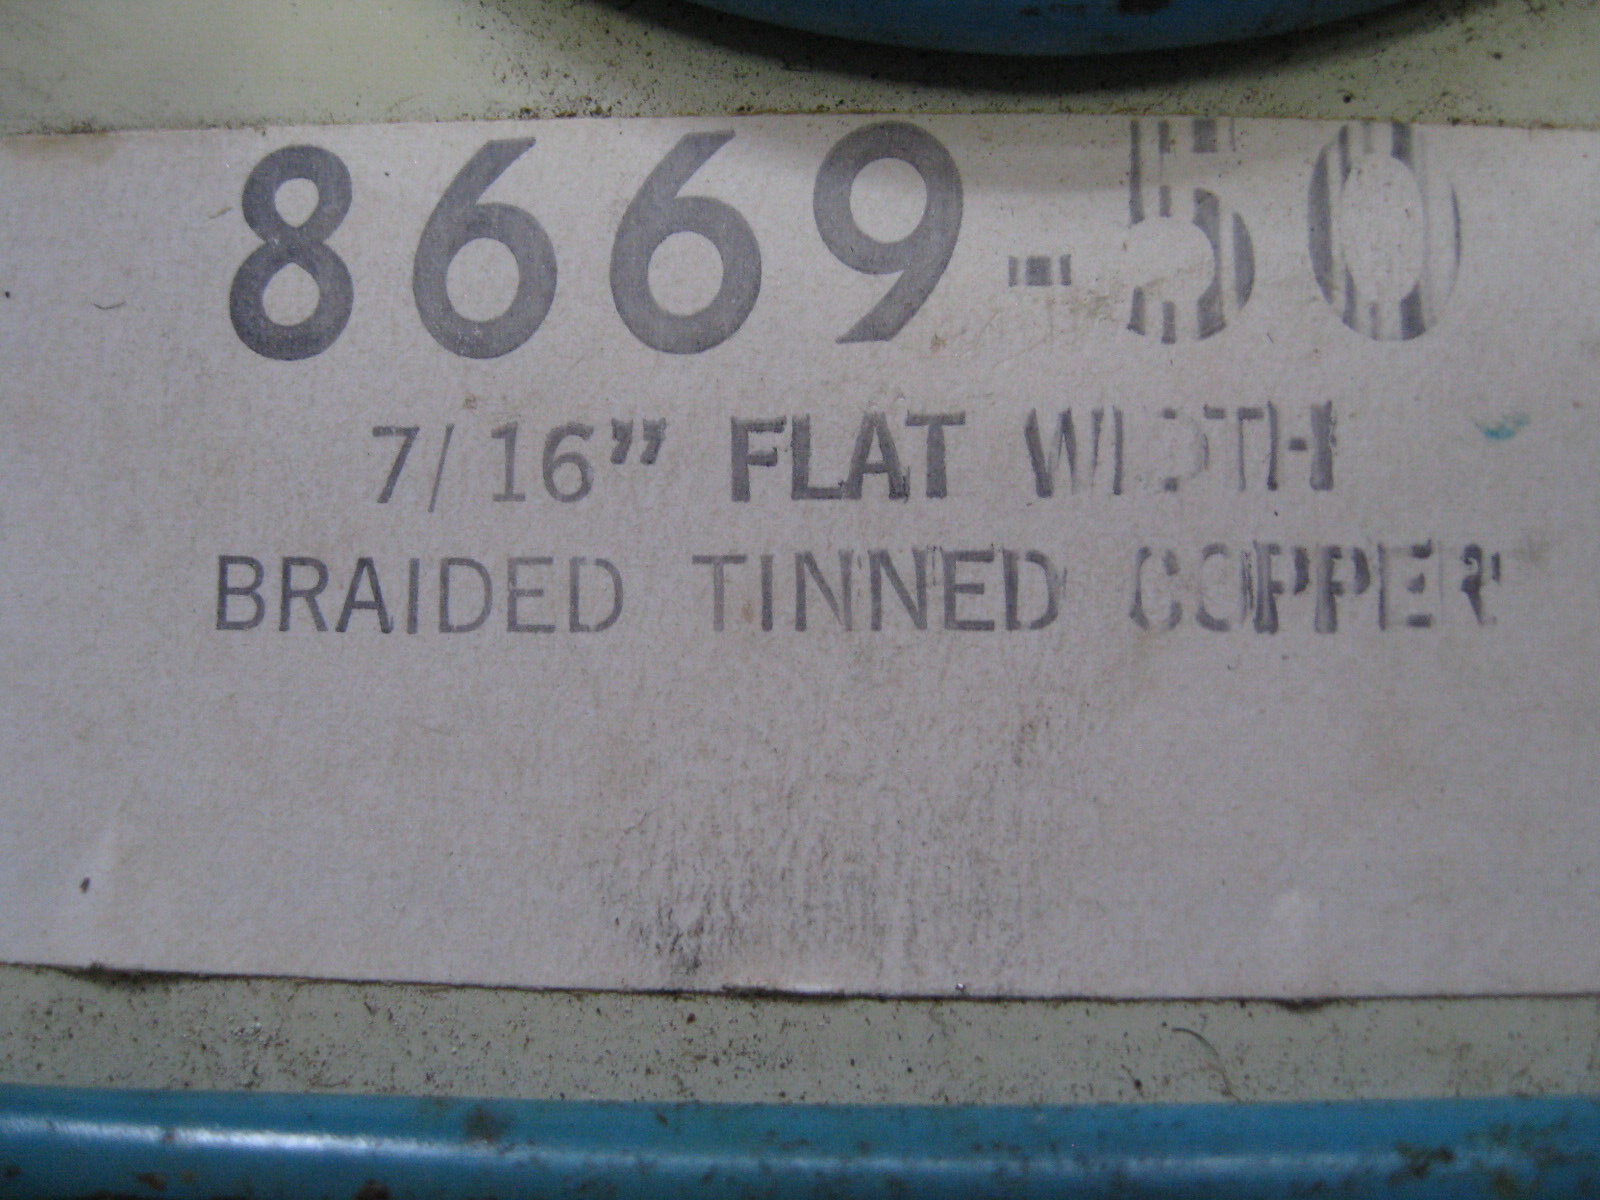 8669-50
7/16” FLAT WIDTH
BRAIDED TINNED COPPER